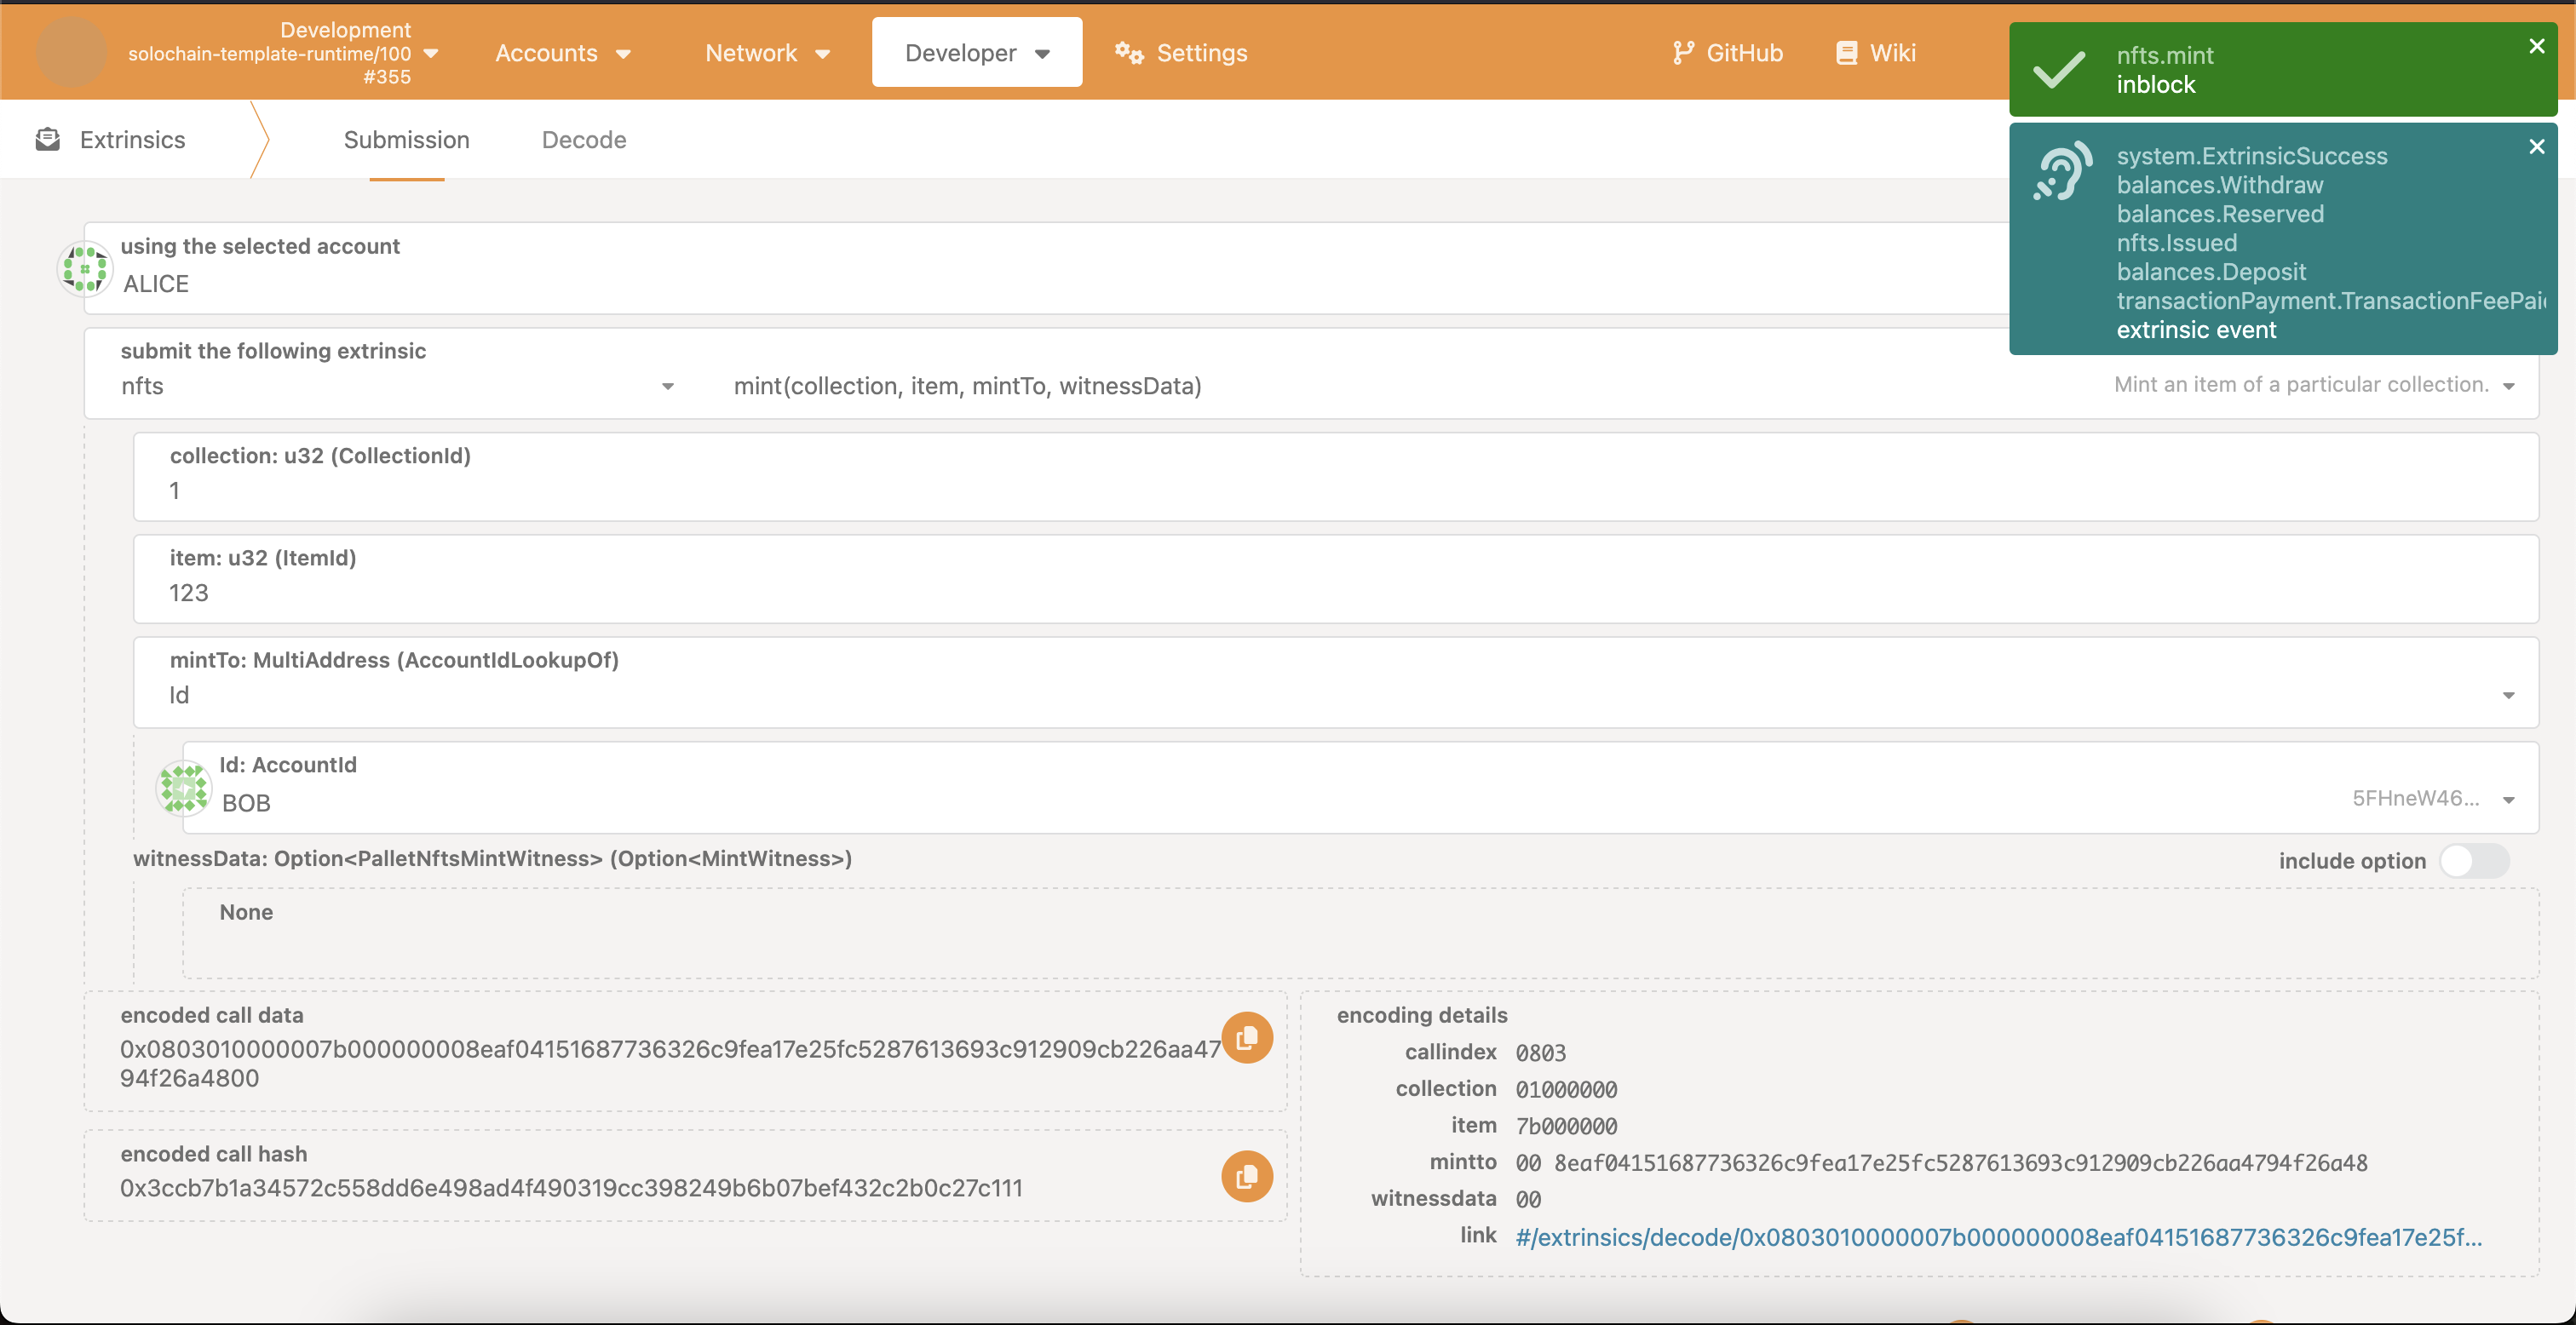 Development
solochain-template-runtime/100
#355
Accounts
Network
Developer
Settings
GitHub
Wiki
nfts.mint
inblock
Extrinsics
Submission
Decode
system.ExtrinsicSuccess
balances.Withdraw
balances.Reserved
nfts.Issued
balances.Deposit
transactionPayment.TransactionFeePaid
extrinsic event
using the selected account
ALICE
submit the following extrinsic
nfts
mint(collection, item, mintTo, witnessData)
Mint an item of a particular collection.
collection: u32 (CollectionId)
1
item: u32 (ItemId)
123
mintTo: MultiAddress (AccountIdLookupOf)
Id
Id: AccountId
BOB
5FHneW46...
witnessData: Option<PalletNftsMintWitness> (Option<MintWitness>)
include option
None
encoded call data
0x0803010000007b000000008eaf04151687736326c9fea17e25fc5287613693c912909cb226aa47
94f26a4800
encoded call hash
0x3ccb7b1a34572c558dd6e498ad4f490319cc398249b6b07bef432c2b0c27c111
encoding details
callindex 0803
collection 01000000
item 7b000000
mintto 00 8eaf04151687736326c9fea17e25fc5287613693c912909cb226aa4794f26a48
witnessdata 00
link #/extrinsics/decode/0x0803010000007b000000008eaf04151687736326c9fea17e25f...